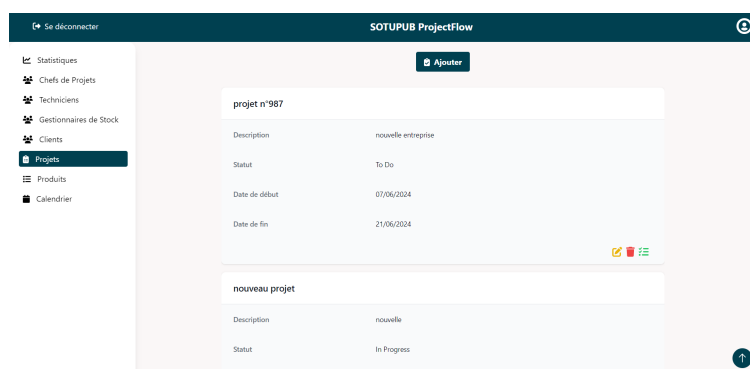 Se déconnecter
SOTUPUB ProjectFlow
Statistiques
Chefs de Projets
Techniciens
Gestionnaires de Stock
Clients
Projets
Produits
Calendrier
Ajouter
projet n°987
Description nouvelle entreprise
Statut To Do
Date de début 07/06/2024
Date de fin 21/06/2024
nouveau projet
Description nouvelle
Statut In Progress